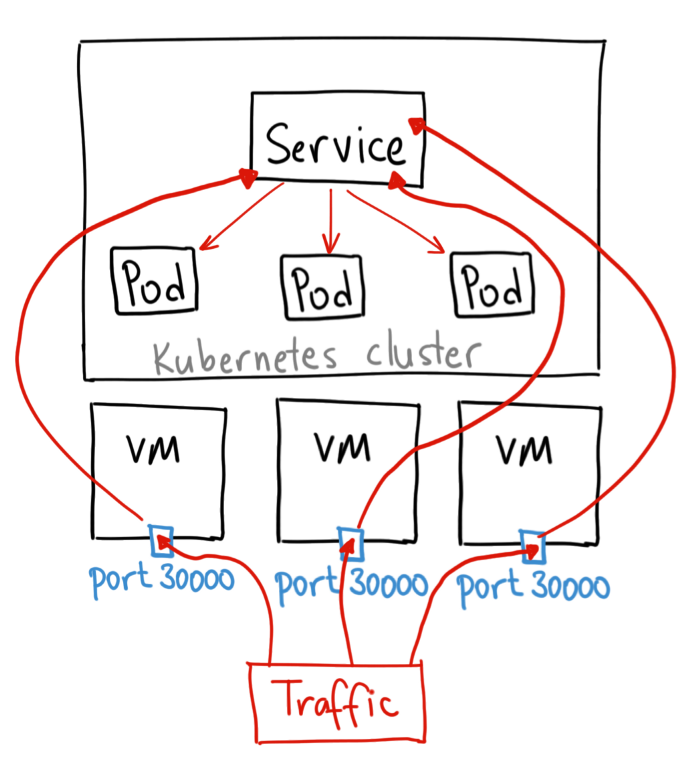 Service
Pod
Pod
Pod
Kubernetes cluster
VM
VM
VM
port 30000
port 30000
port 30000
Traffic